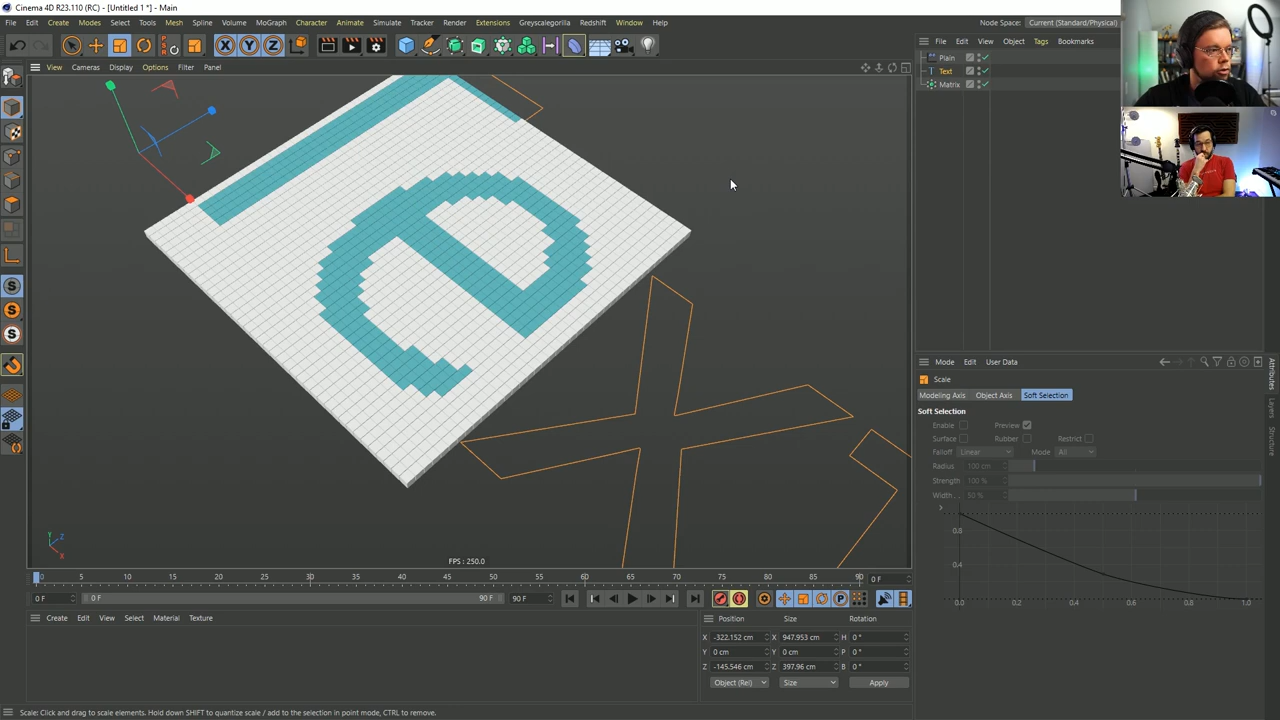 Cinema 4D R23.110 (RC) - [Untitled 1 *] - Main
File Create Modes Select Tools Mesh Spline Volume MoGraph Character Animate Simulate Tracker Render Extensions Greyscalegorilla Redshift Window Help Node Space: Current (Standard/Physical)
X Y Z
File Edit View Object Tags Bookmarks
View Cameras Display Options Filter Panel
Plain
Text
Matrix
Mode Edit User Data
Scale
Modeling Axis Object Axis Soft Selection
Soft Selection
Enable Preview
Surface Rubber Restrict
Falloff Linear Mode All
Radius 100 cm
Strength 100 %
Width . . 50 %
0.8
0.4
0.0 0.2 0.4 0.6 0.8 1.0
Attributes
Layers
Structure
e
Y Z
X
FPS : 250.0
0 5 10 15 20 25 30 35 40 45 50 55 60 65 70 75 80 85 90 0 F
0 F 0 F 90 F 90 F
Create Edit View Select Material Texture
Position Size Rotation
X -322.152 cm X 947.953 cm H 0 °
Y 0 cm Y 0 cm P 0 °
Z -145.546 cm Z 397.96 cm B 0 °
Object (Rel) Size Apply
Scale: Click and drag to scale elements. Hold down SHIFT to quantize scale / add to the selection in point mode, CTRL to remove.